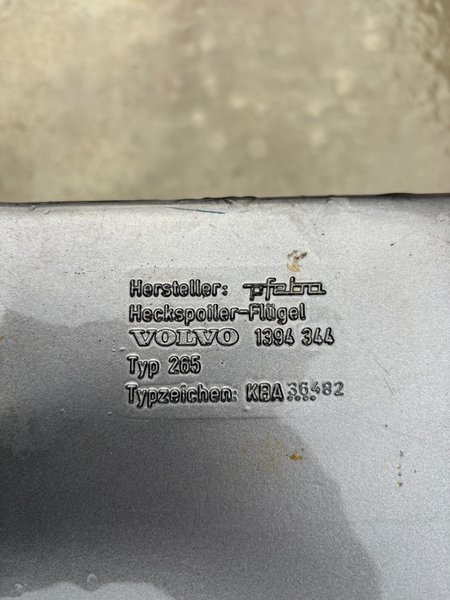 Hersteller: pfeba
Heckspoiler-Flügel
VOLVO 1394 344
Typ 265
Typzeichen: KBA 36482